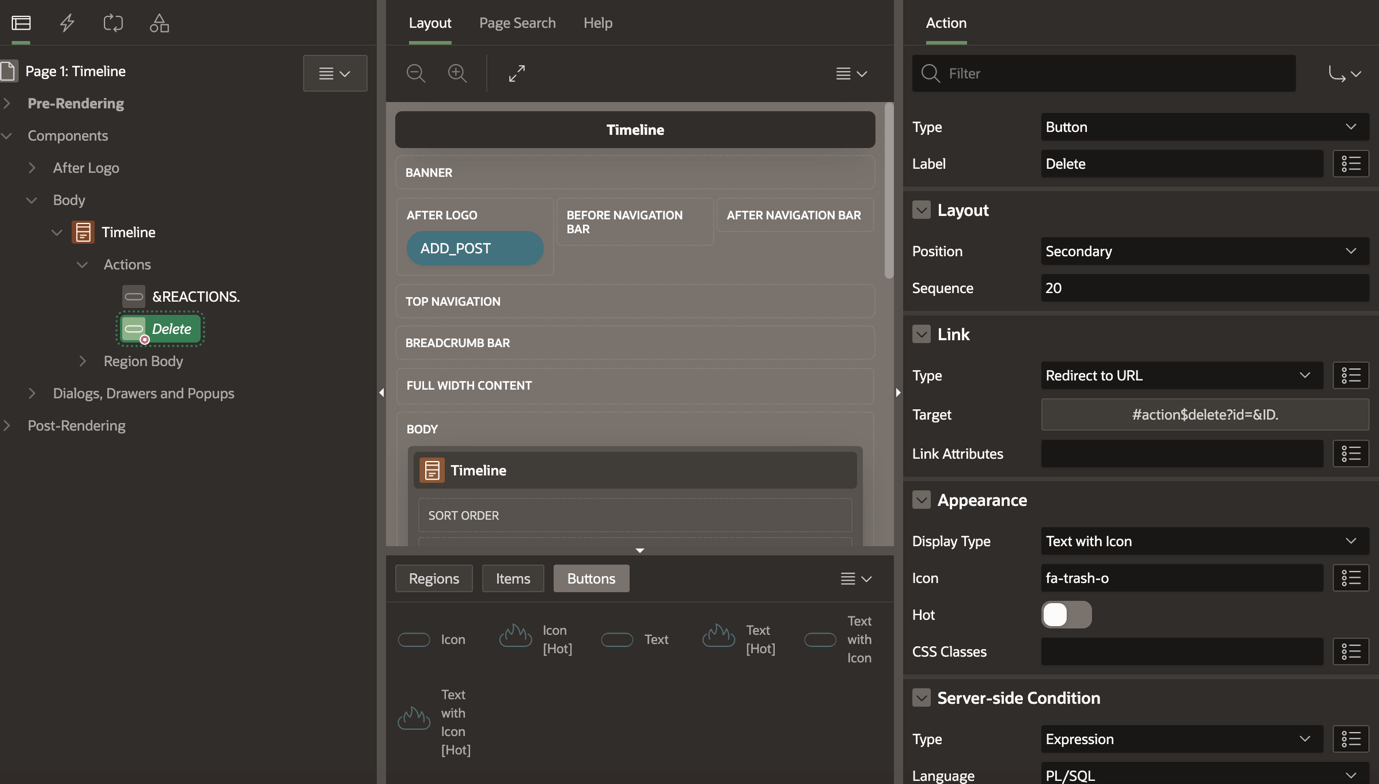 Page 1: Timeline
Pre-Rendering
Components
After Logo
Body
Timeline
Actions
&REACTIONS.
Delete
Region Body
Dialogs, Drawers and Popups
Post-Rendering
Layout Page Search Help
Timeline
BANNER
AFTER LOGO
ADD_POST
BEFORE NAVIGATION
BAR
AFTER NAVIGATION BAR
TOP NAVIGATION
BREADCRUMB BAR
FULL WIDTH CONTENT
BODY
Timeline
SORT ORDER
Regions Items Buttons
Icon
Icon
[Hot]
Text
Text
[Hot]
Text
with
Icon
Text
with
Icon
[Hot]
Action
Filter
Type Button
Label Delete
Layout
Position Secondary
Sequence 20
Link
Type Redirect to URL
Target #action$delete?id=&ID.
Link Attributes
Appearance
Display Type Text with Icon
Icon fa-trash-o
Hot
CSS Classes
Server-side Condition
Type Expression
Language PL/SQL